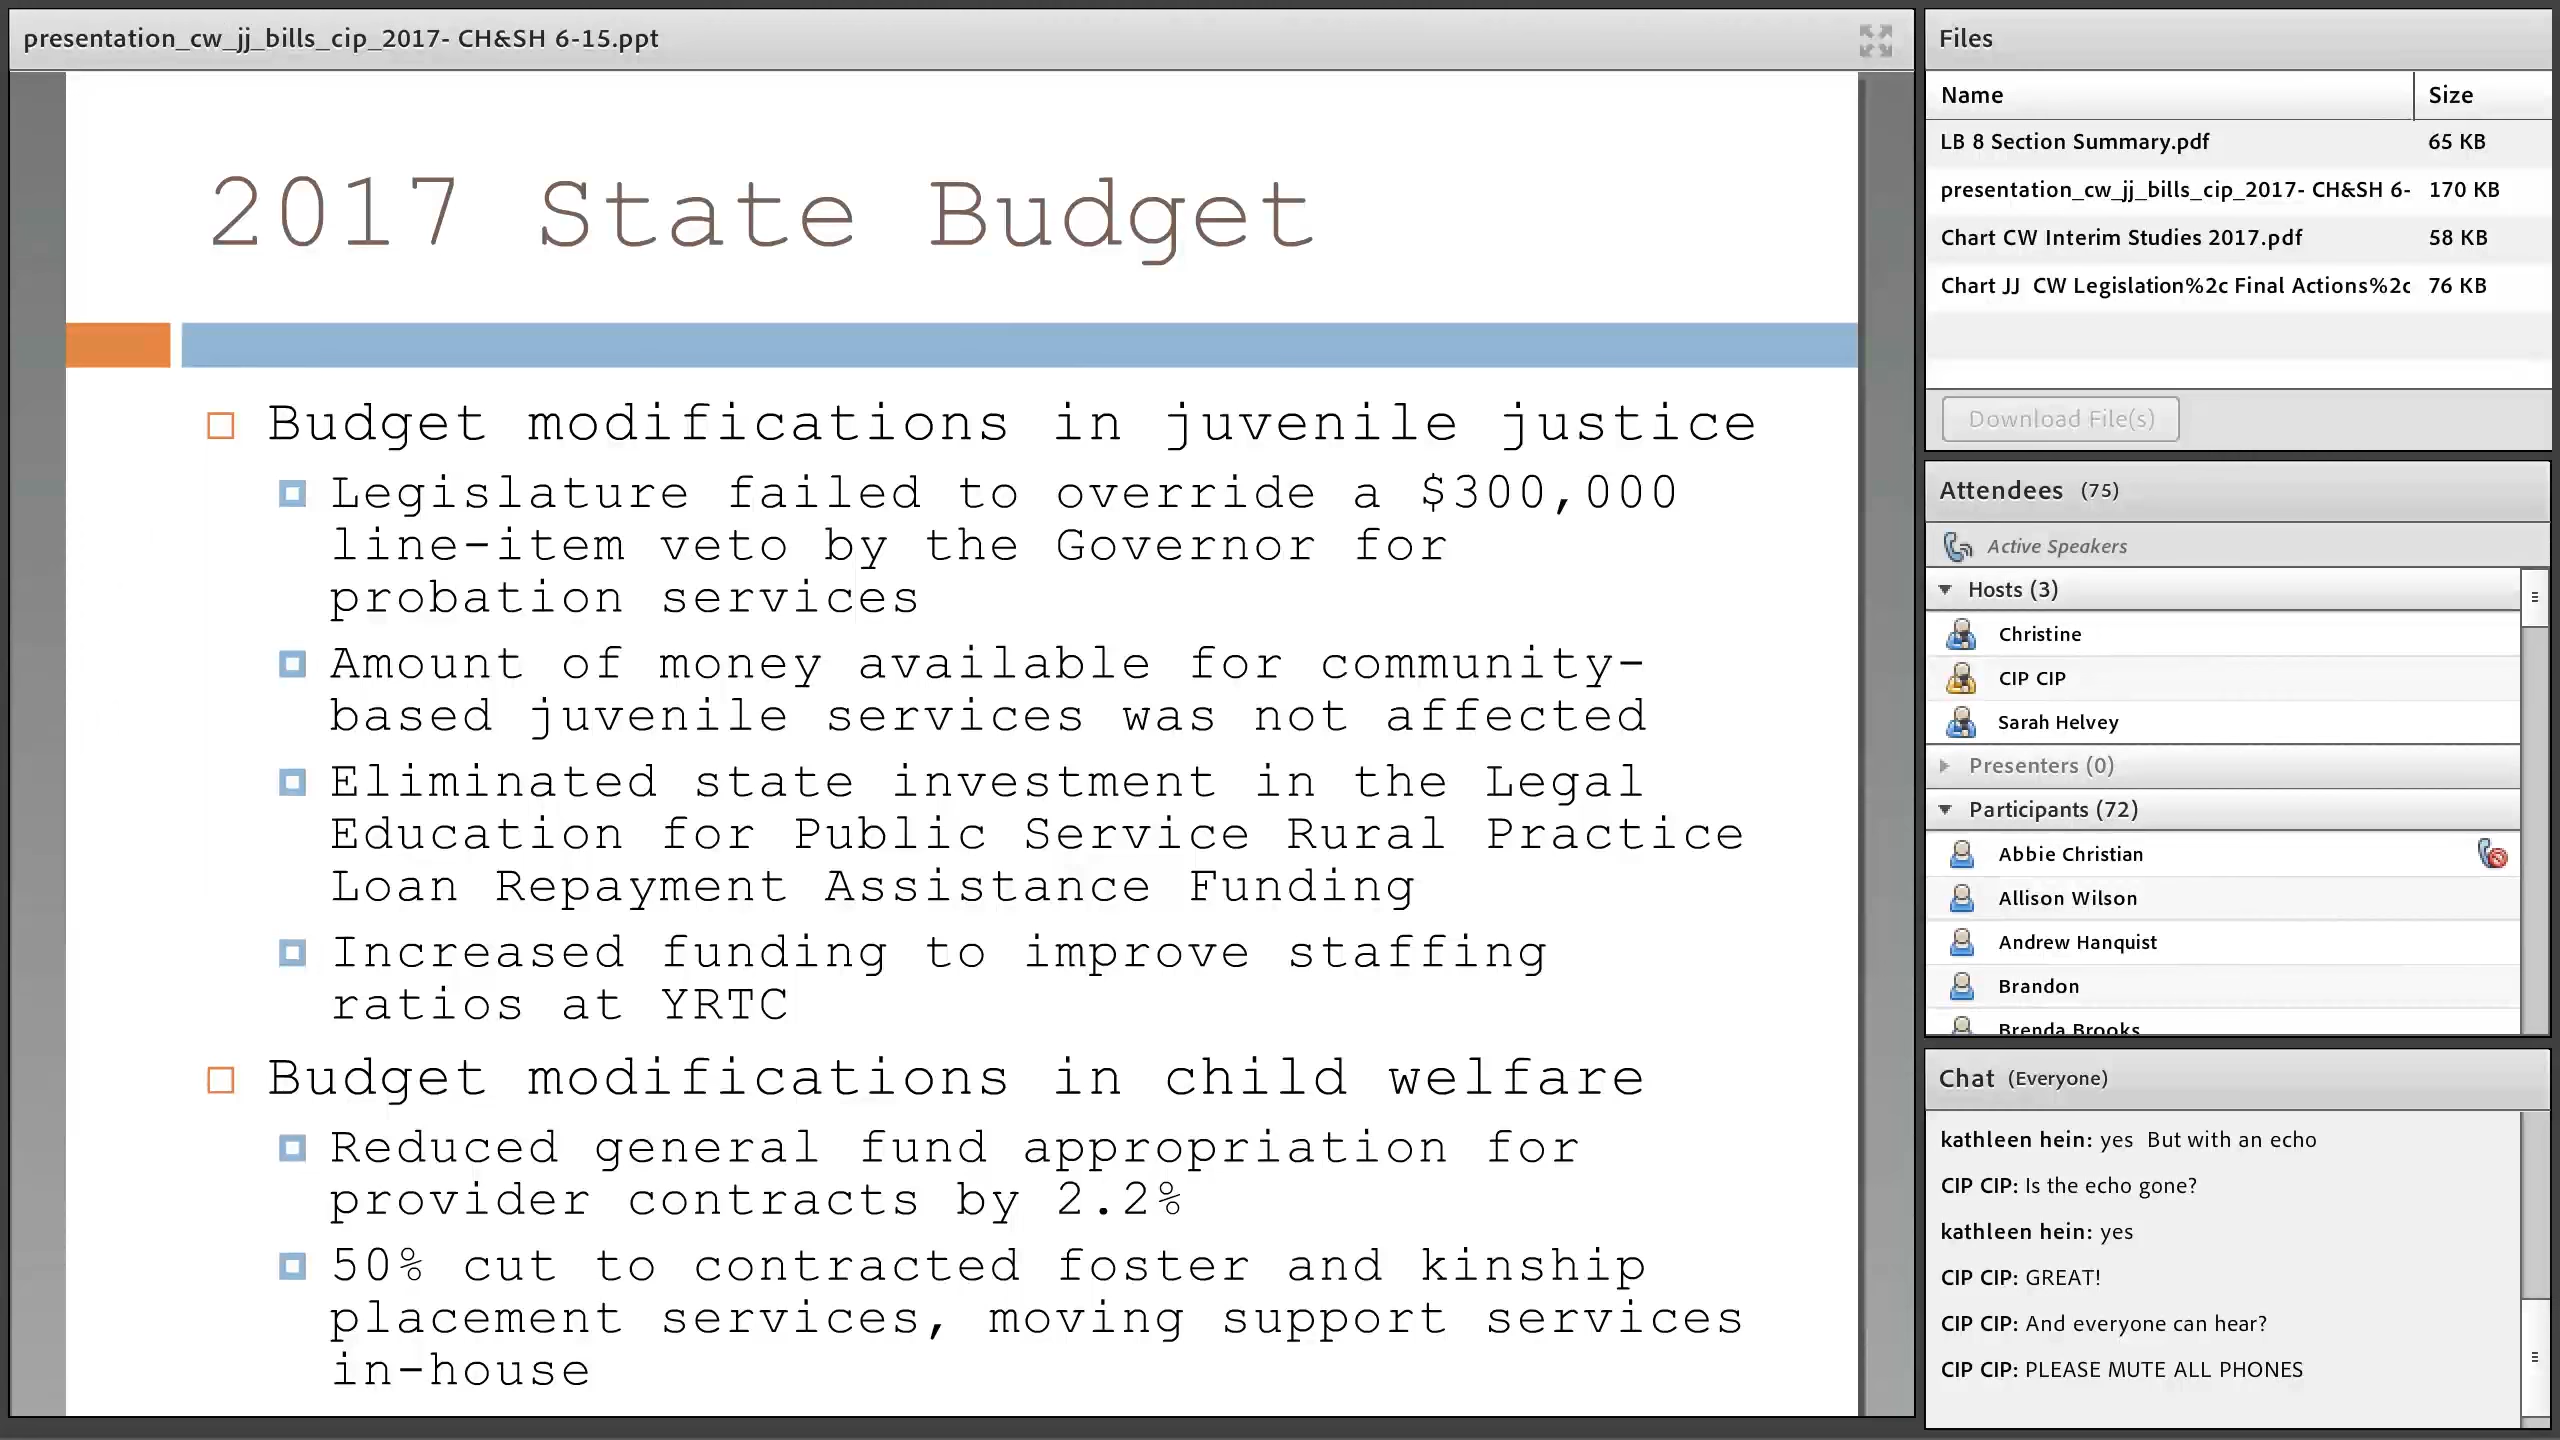 presentation_cw_jj_bills_cip_2017- CH&SH 6-15.ppt
2017 State Budget
Budget modifications in juvenile justice
Legislature failed to override a $300,000
line-item veto by the Governor for
probation services
Amount of money available for community-
based juvenile services was not affected
Eliminated state investment in the Legal
Education for Public Service Rural Practice
Loan Repayment Assistance Funding
Increased funding to improve staffing
ratios at YRTC
Budget modifications in child welfare
Reduced general fund appropriation for
provider contracts by 2.2%
50% cut to contracted foster and kinship
placement services, moving support services
in-house
Files
Name Size
LB 8 Section Summary.pdf 65 KB
presentation_cw_jj_bills_cip_2017- CH&SH 6- 170 KB
Chart CW Interim Studies 2017.pdf 58 KB
Chart JJ  CW Legislation%2c Final Actions%2c 76 KB
Download File(s)
Attendees (75)
Active Speakers
Hosts (3)
Christine
CIP CIP
Sarah Helvey
Presenters (0)
Participants (72)
Abbie Christian
Allison Wilson
Andrew Hanquist
Brandon
Brenda Brooks
Chat (Everyone)
kathleen hein: yes  But with an echo
CIP CIP: Is the echo gone?
kathleen hein: yes
CIP CIP: GREAT!
CIP CIP: And everyone can hear?
CIP CIP: PLEASE MUTE ALL PHONES